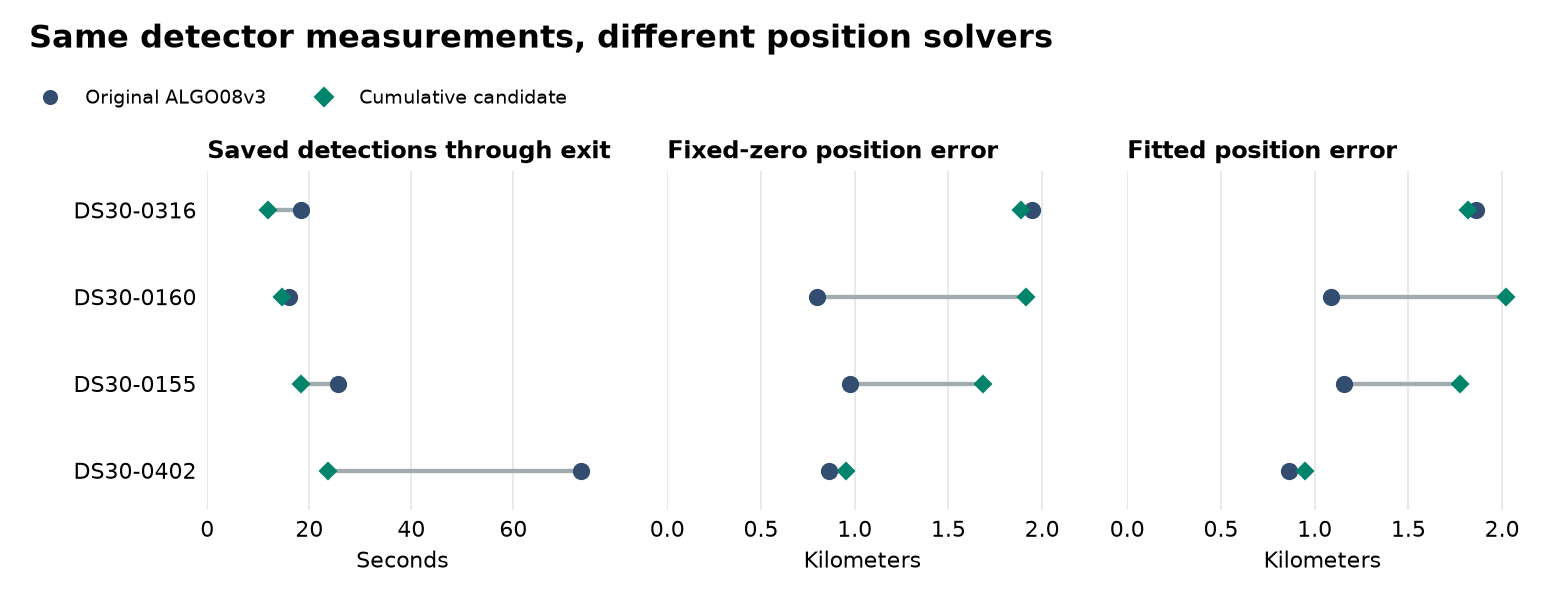 Same detector measurements, different position solvers
Original ALGO08v3
Cumulative candidate
Saved detections through exit
Fixed-zero position error
Fitted position error
DS30-0316
DS30-0160
DS30-0155
DS30-0402
0 20 40 60
0.0 0.5 1.0 1.5 2.0
0.0 0.5 1.0 1.5 2.0
Seconds
Kilometers
Kilometers